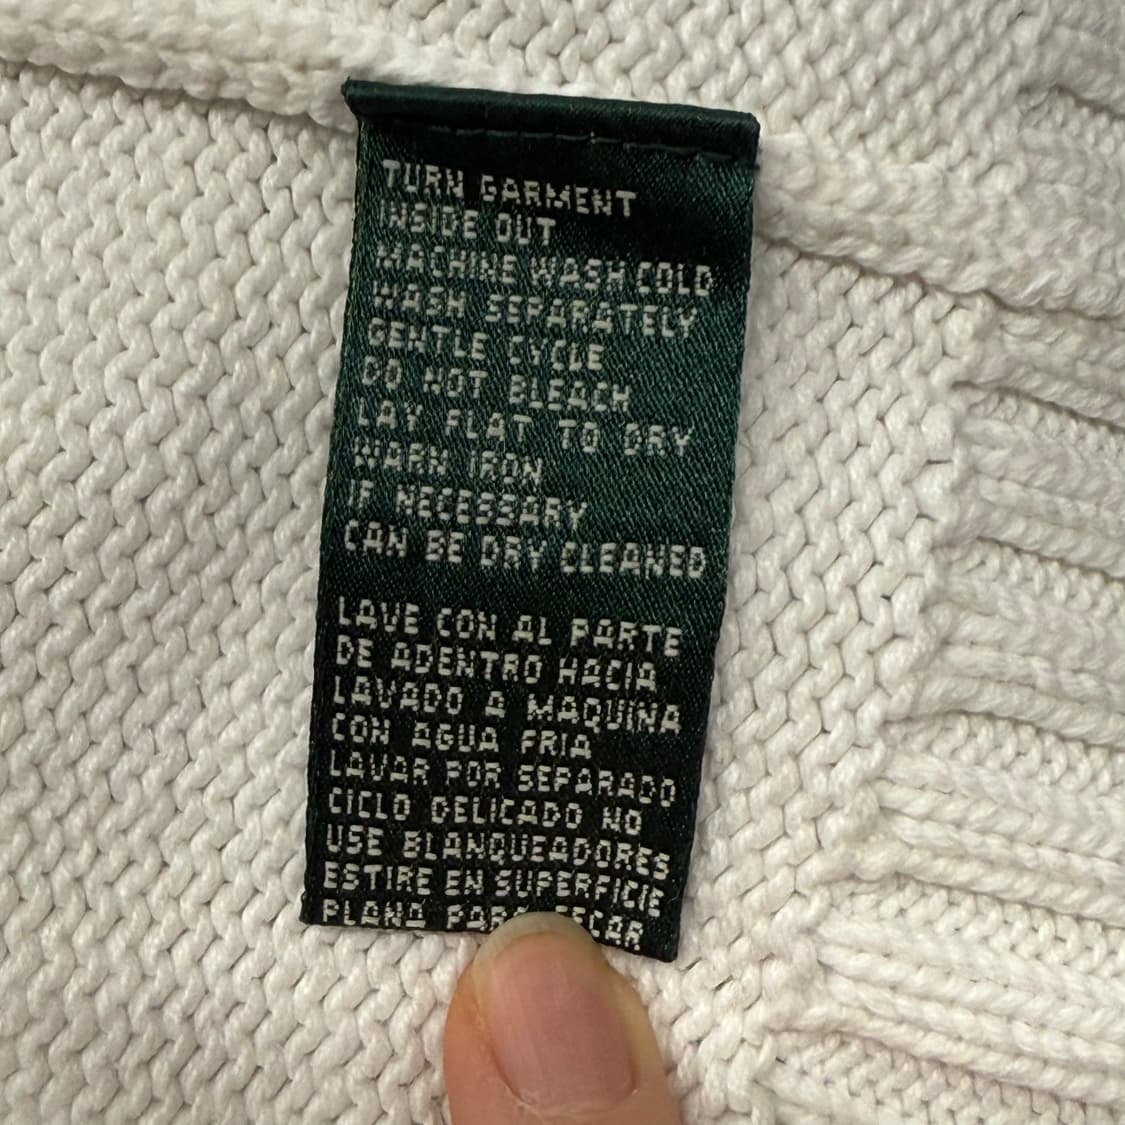 TURN GARMENT
INSIDE OUT
MACHINE WASH COLD
WASH SEPARATELY
GENTLE CYCLE
DO NOT BLEACH
LAY FLAT TO DRY
WARM IRON
IF NECESSARY
CAN BE DRY CLEANED
LAVE CON AL PARTE
DE ADENTRO HACIA
LAVADO A MAQUINA
CON AGUA FRIA
LAVAR POR SEPARADO
CICLO DELICADO NO
USE BLANQUEADORES
ESTIRE EN SUPERFICIE
PLANA